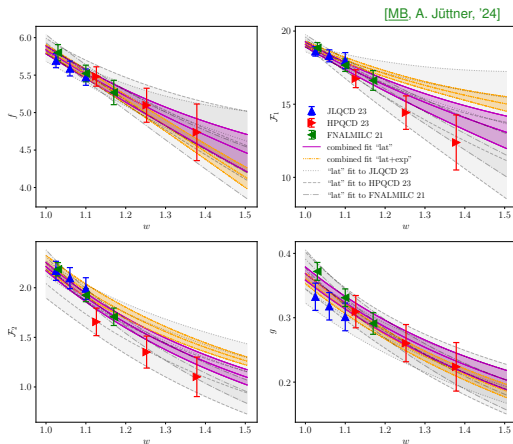 [MB, A. Jüttner, '24]
6.0
5.5
5.0
4.5
4.0
f
1.0 1.1 1.2 1.3 1.4 1.5
w
20
15
10
F₁
JLQCD 23
HPQCD 23
FNALMILC 21
combined fit "lat"
combined fit "lat+exp"
"lat" fit to JLQCD 23
"lat" fit to HPQCD 23
"lat" fit to FNALMILC 21
1.0 1.1 1.2 1.3 1.4 1.5
w
2.0
1.5
1.0
F₂
1.0 1.1 1.2 1.3 1.4 1.5
w
0.4
0.3
0.2
g
1.0 1.1 1.2 1.3 1.4 1.5
w